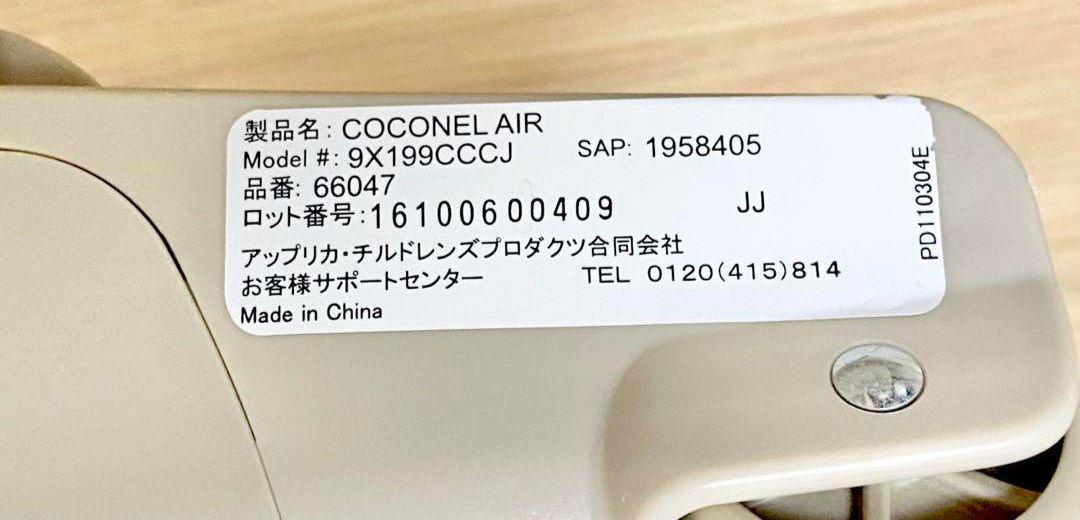 製品名: COCONEL AIR
Model #: 9X199CCCJ SAP: 1958405
品番: 66047
ロット番号:16100600409 JJ
アップリカ・チルドレンズプロダクツ合同会社
お客様サポートセンター TEL 0120(415)814
Made in China
PD110304E